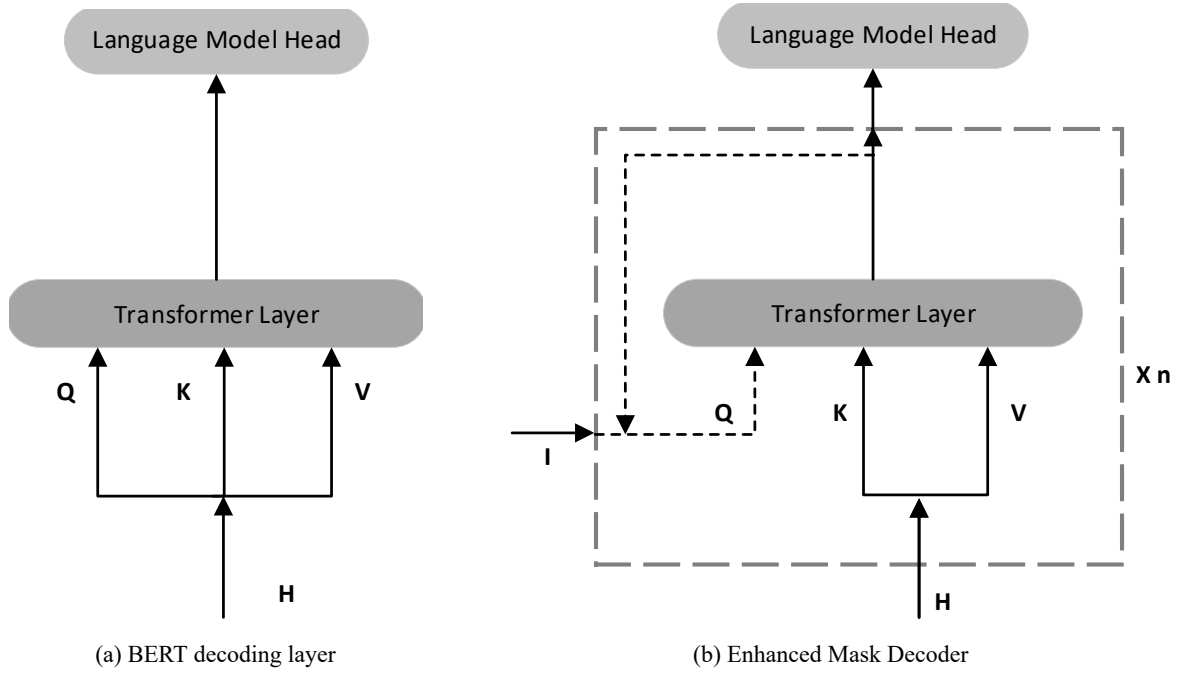 Language Model Head
Transformer Layer
Q
K
V
H
(a) BERT decoding layer
Language Model Head
Transformer Layer
Q
K
V
X n
I
H
(b) Enhanced Mask Decoder